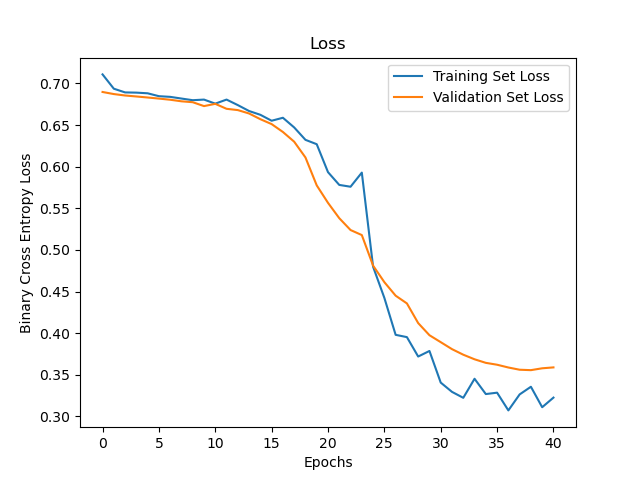 Loss
Training Set Loss
Validation Set Loss
Binary Cross Entropy Loss
0.70
0.65
0.60
0.55
0.50
0.45
0.40
0.35
0.30
0 5 10 15 20 25 30 35 40
Epochs